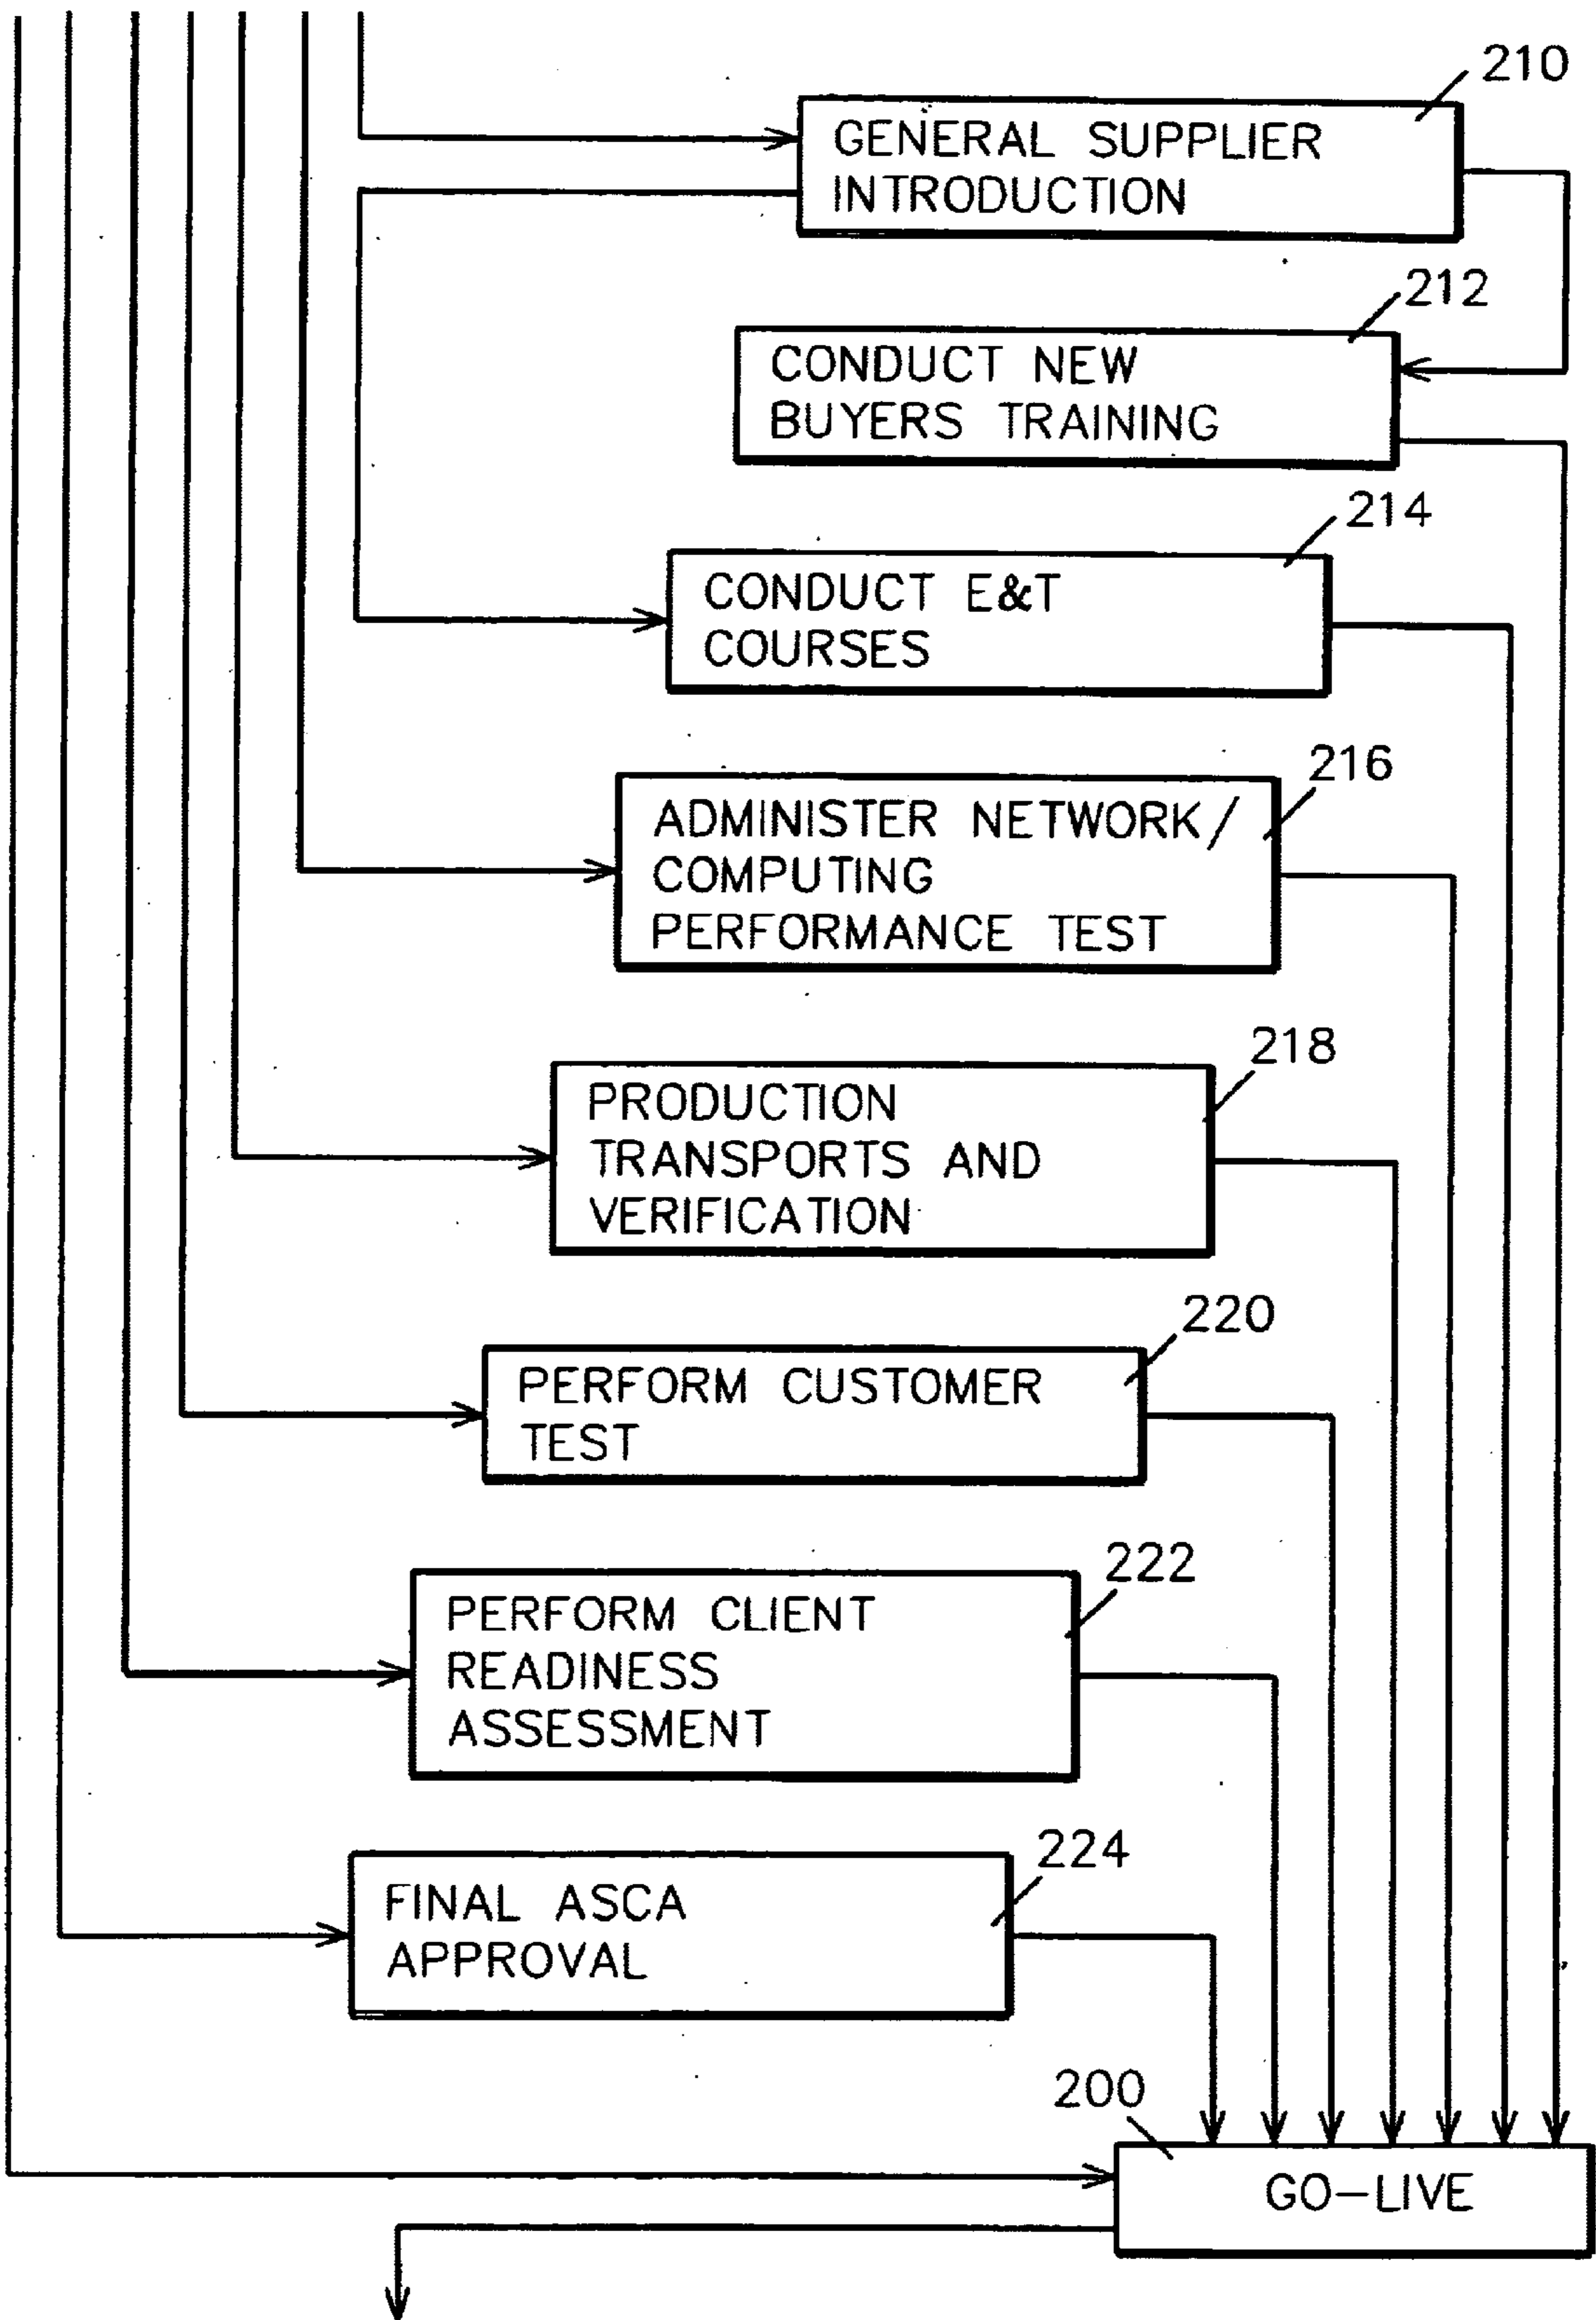 210
GENERAL SUPPLIER
INTRODUCTION
212
CONDUCT NEW
BUYERS TRAINING
214
CONDUCT E&T
COURSES
216
ADMINISTER NETWORK/
COMPUTING
PERFORMANCE TEST
218
PRODUCTION
TRANSPORTS AND
VERIFICATION
220
PERFORM CUSTOMER
TEST
222
PERFORM CLIENT
READINESS
ASSESSMENT
224
FINAL ASCA
APPROVAL
200
GO-LIVE